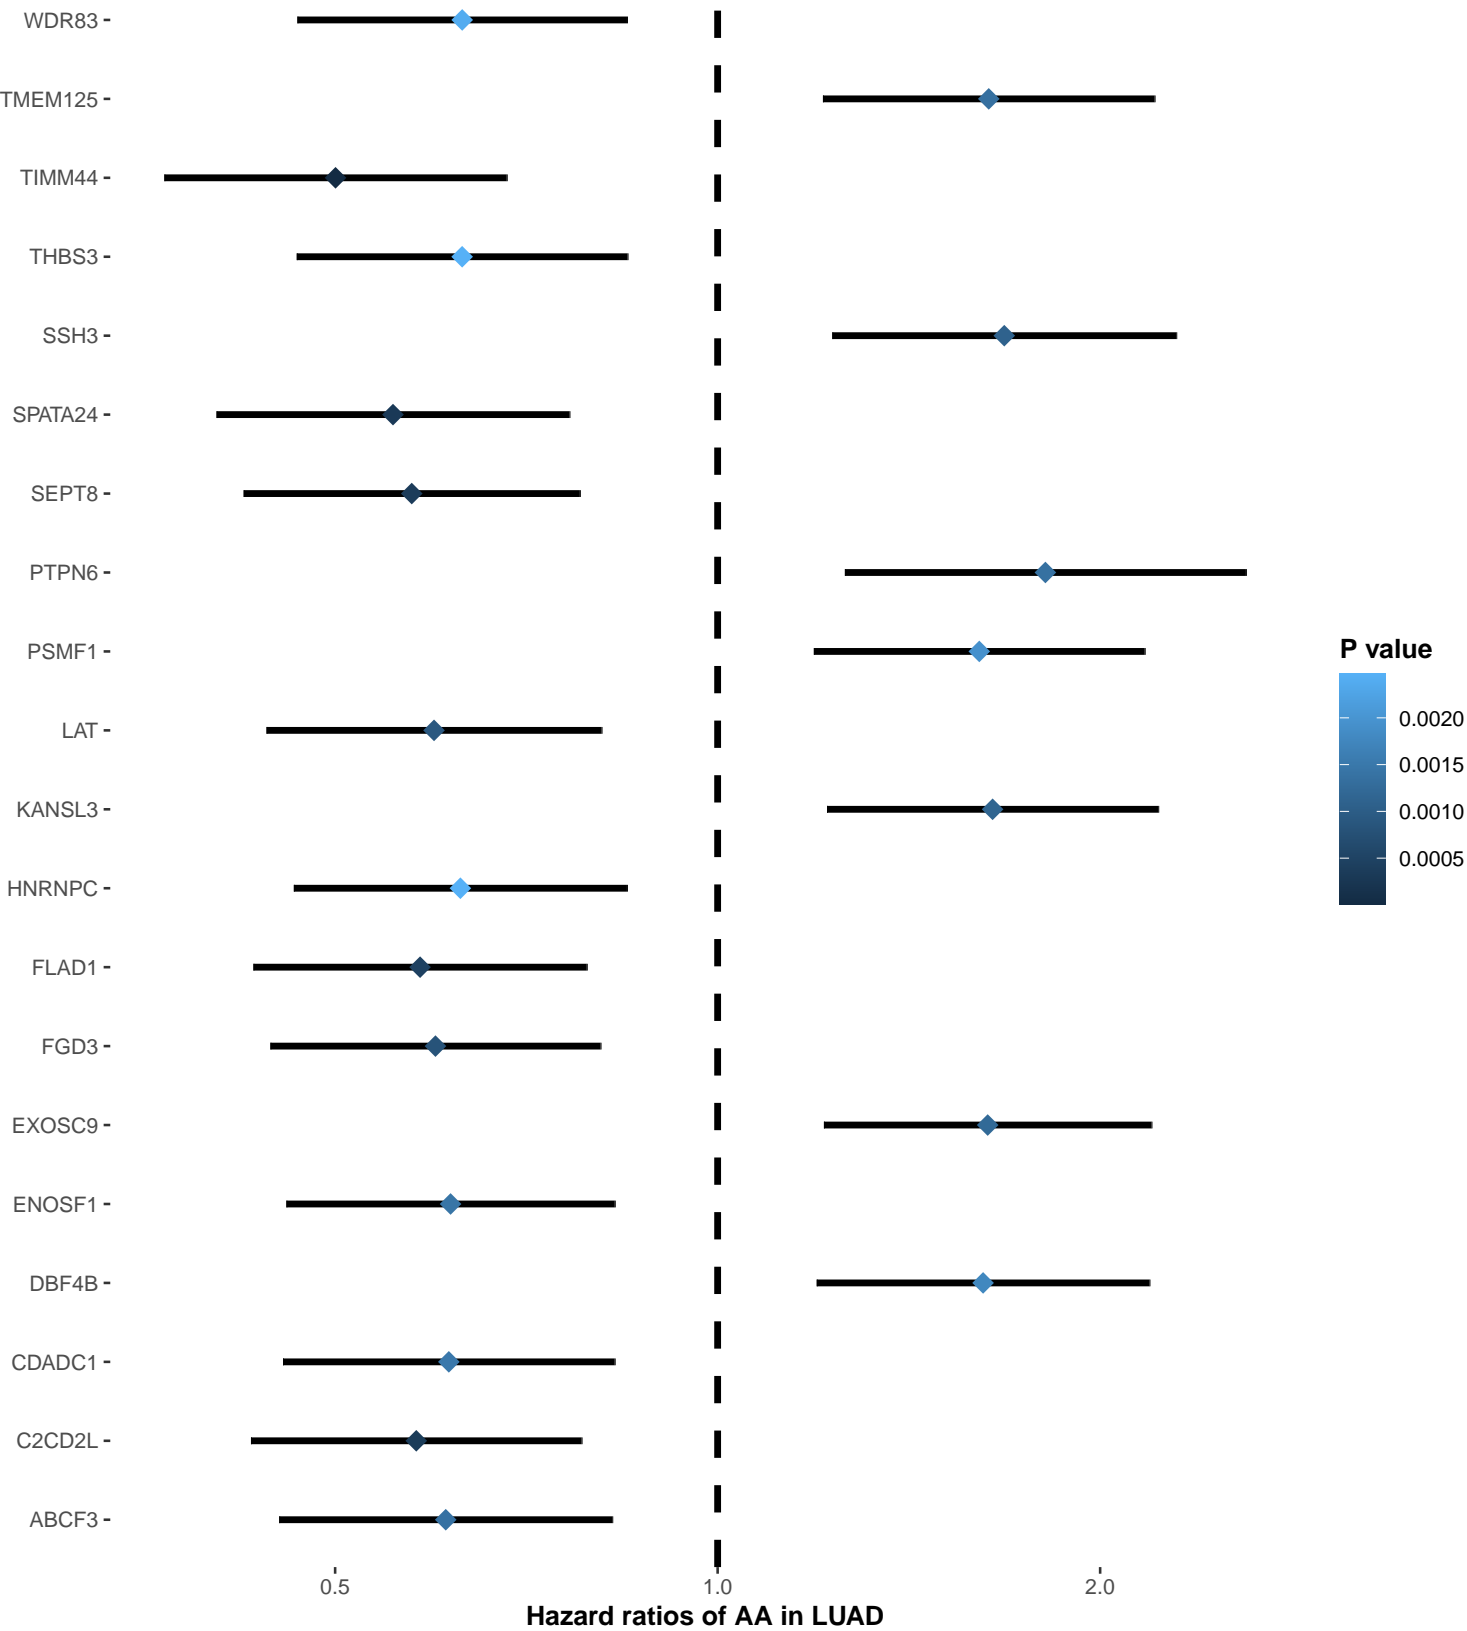 WDR83
TMEM125
TIMM44
THBS3
SSH3
SPATA24
SEPT8
PTPN6
PSMF1
LAT
KANSL3
HNRNPC
FLAD1
FGD3
EXOSC9
ENOSF1
DBF4B
CDADC1
C2CD2L
ABCF3
0.5 1.0 2.0
Hazard ratios of AA in LUAD
P value
0.0020
0.0015
0.0010
0.0005